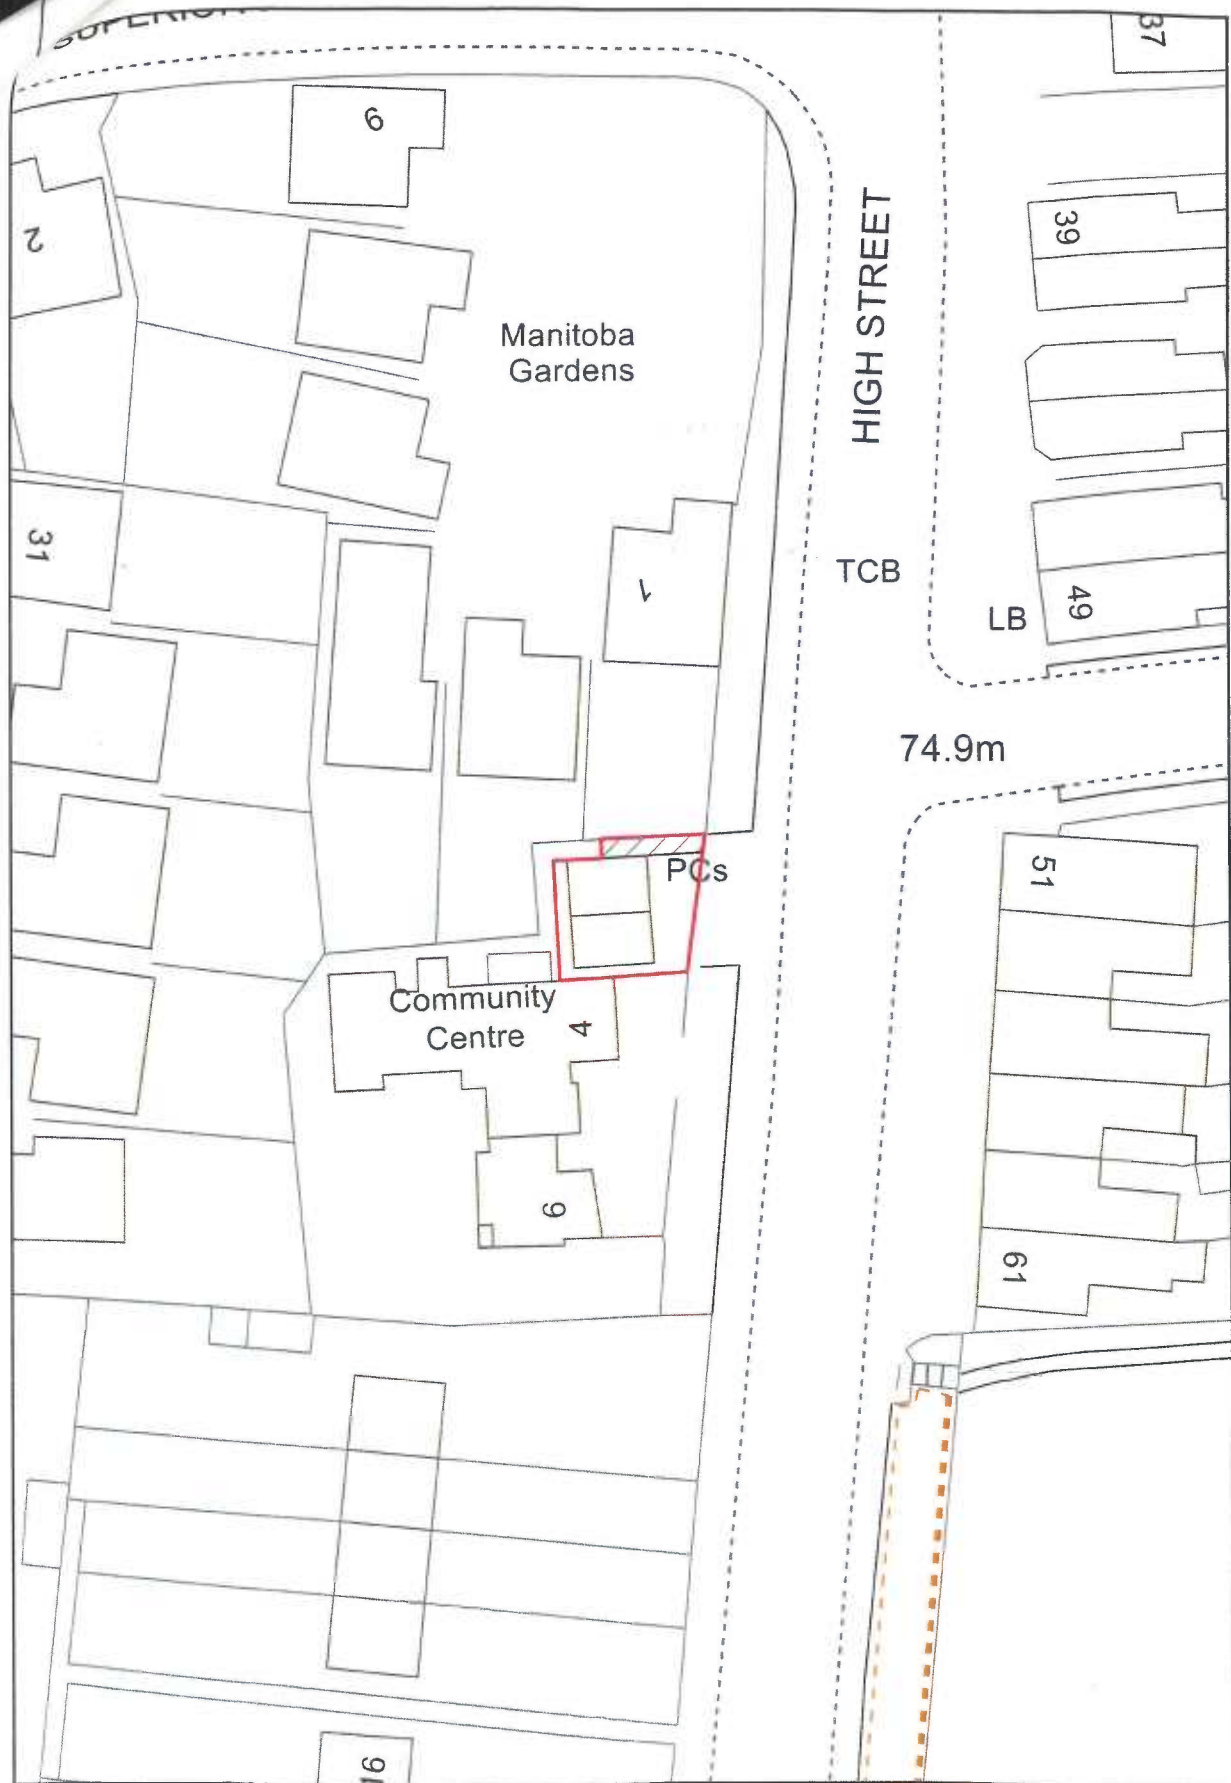 SUPERIOR
37
6
2
39
HIGH STREET
Manitoba
Gardens
31
TCB
1
LB
49
74.9m
PCs
51
Community
Centre
4
6
61